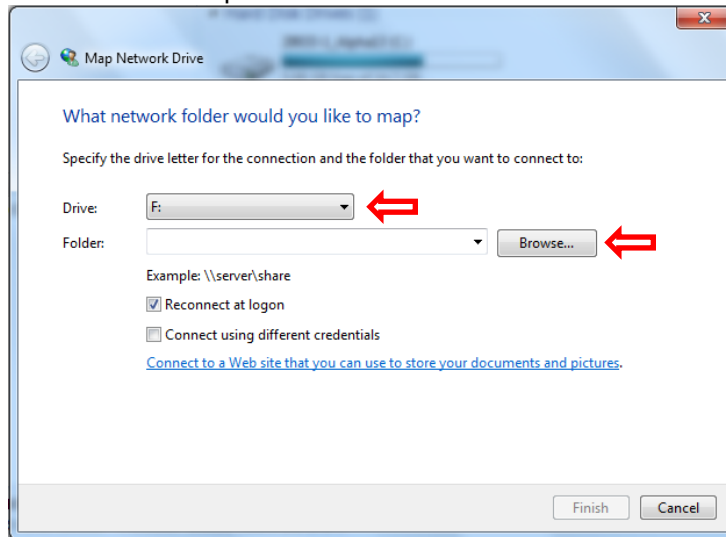 Map Network Drive
What network folder would you like to map?
Specify the drive letter for the connection and the folder that you want to connect to:
Drive: F:
Folder: Browse...
Example: \\server\share
Reconnect at logon
Connect using different credentials
Connect to a Web site that you can use to store your documents and pictures.
Finish Cancel